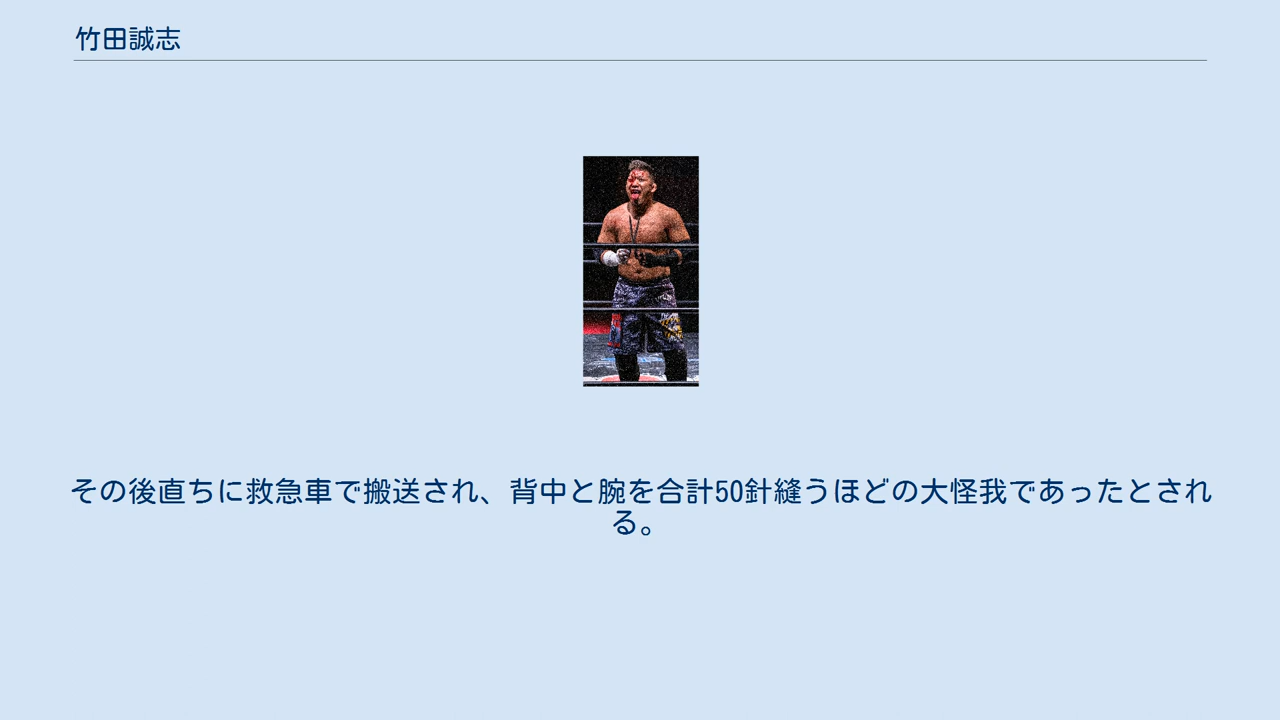 竹田誠志
その後直ちに救急車で搬送され、背中と腕を合計50針縫うほどの大怪我であったとされ
る。